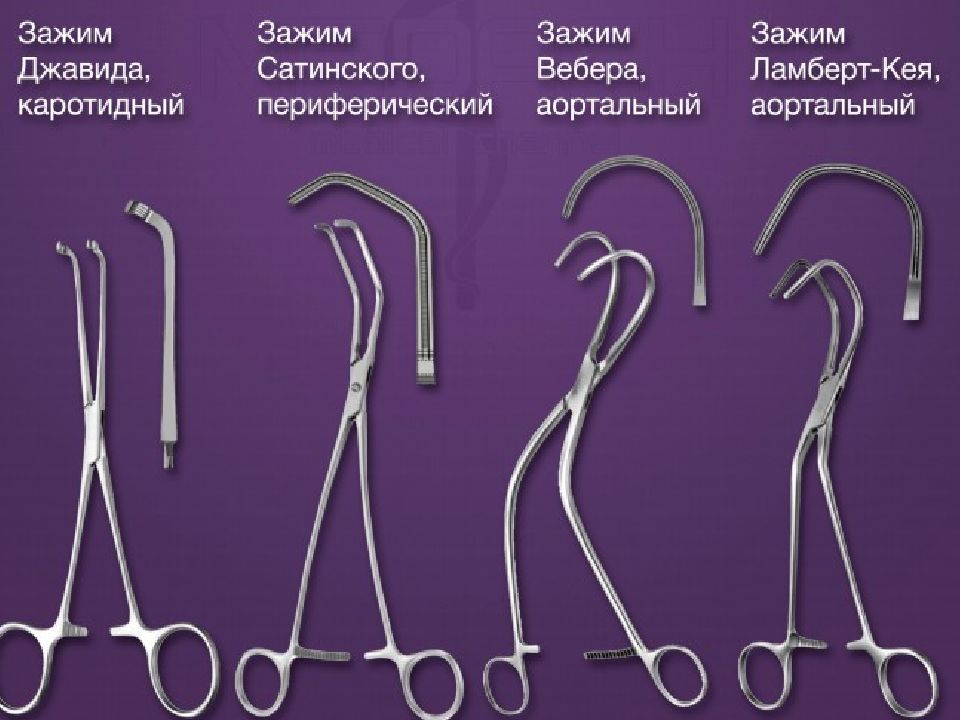 Зажим
Джавида,
каротидный
Зажим
Сатинского,
периферический
Зажим
Вебера,
аортальный
Зажим
Ламберт-Кея,
аортальный